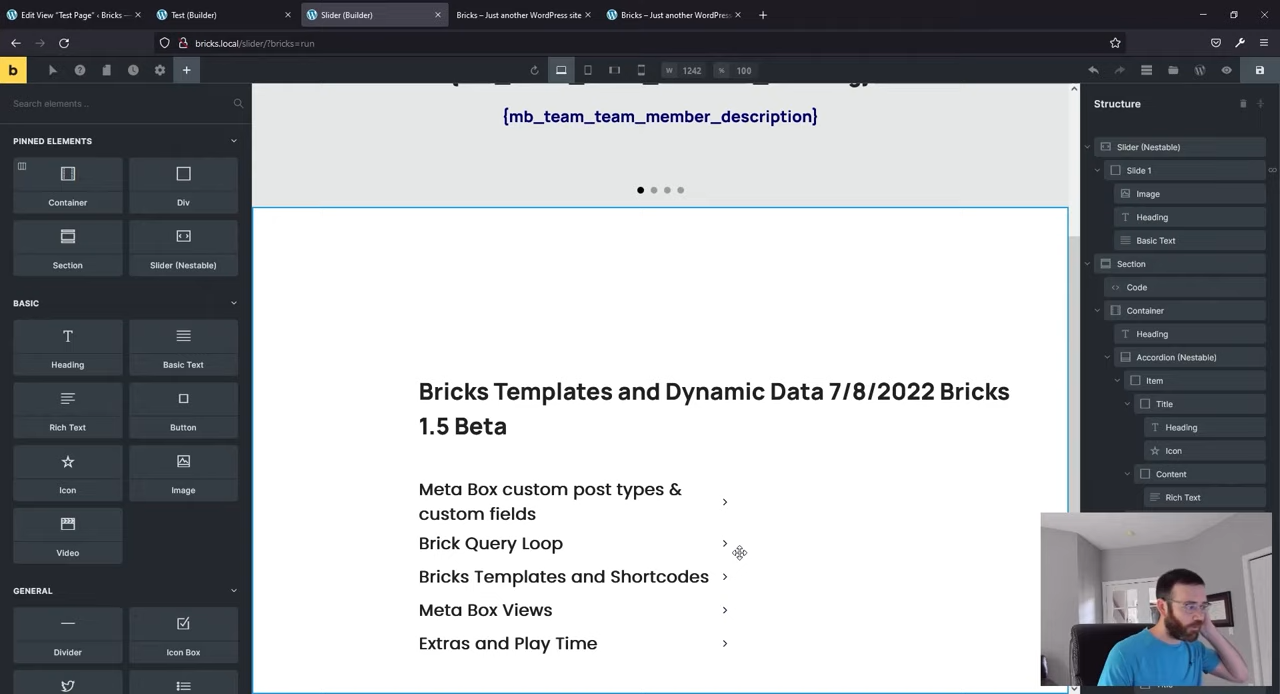 Edit View "Test Page" ‹ Bricks —
Test (Builder)
Slider (Builder)
Bricks – Just another WordPress site
Bricks – Just another WordPress
bricks.local/slider/?bricks=run
b
W 1242 % 100
Search elements...
PINNED ELEMENTS
Container
Div
Section
Slider (Nestable)
BASIC
Heading
Basic Text
Rich Text
Button
Icon
Image
Video
GENERAL
Divider
Icon Box
{mb_team_team_member_description}
Bricks Templates and Dynamic Data 7/8/2022 Bricks
1.5 Beta
Meta Box custom post types &
custom fields
Brick Query Loop
Bricks Templates and Shortcodes
Meta Box Views
Extras and Play Time
Structure
Slider (Nestable)
Slide 1
Image
Heading
Basic Text
Section
Code
Container
Heading
Accordion (Nestable)
Item
Title
Heading
Icon
Content
Rich Text